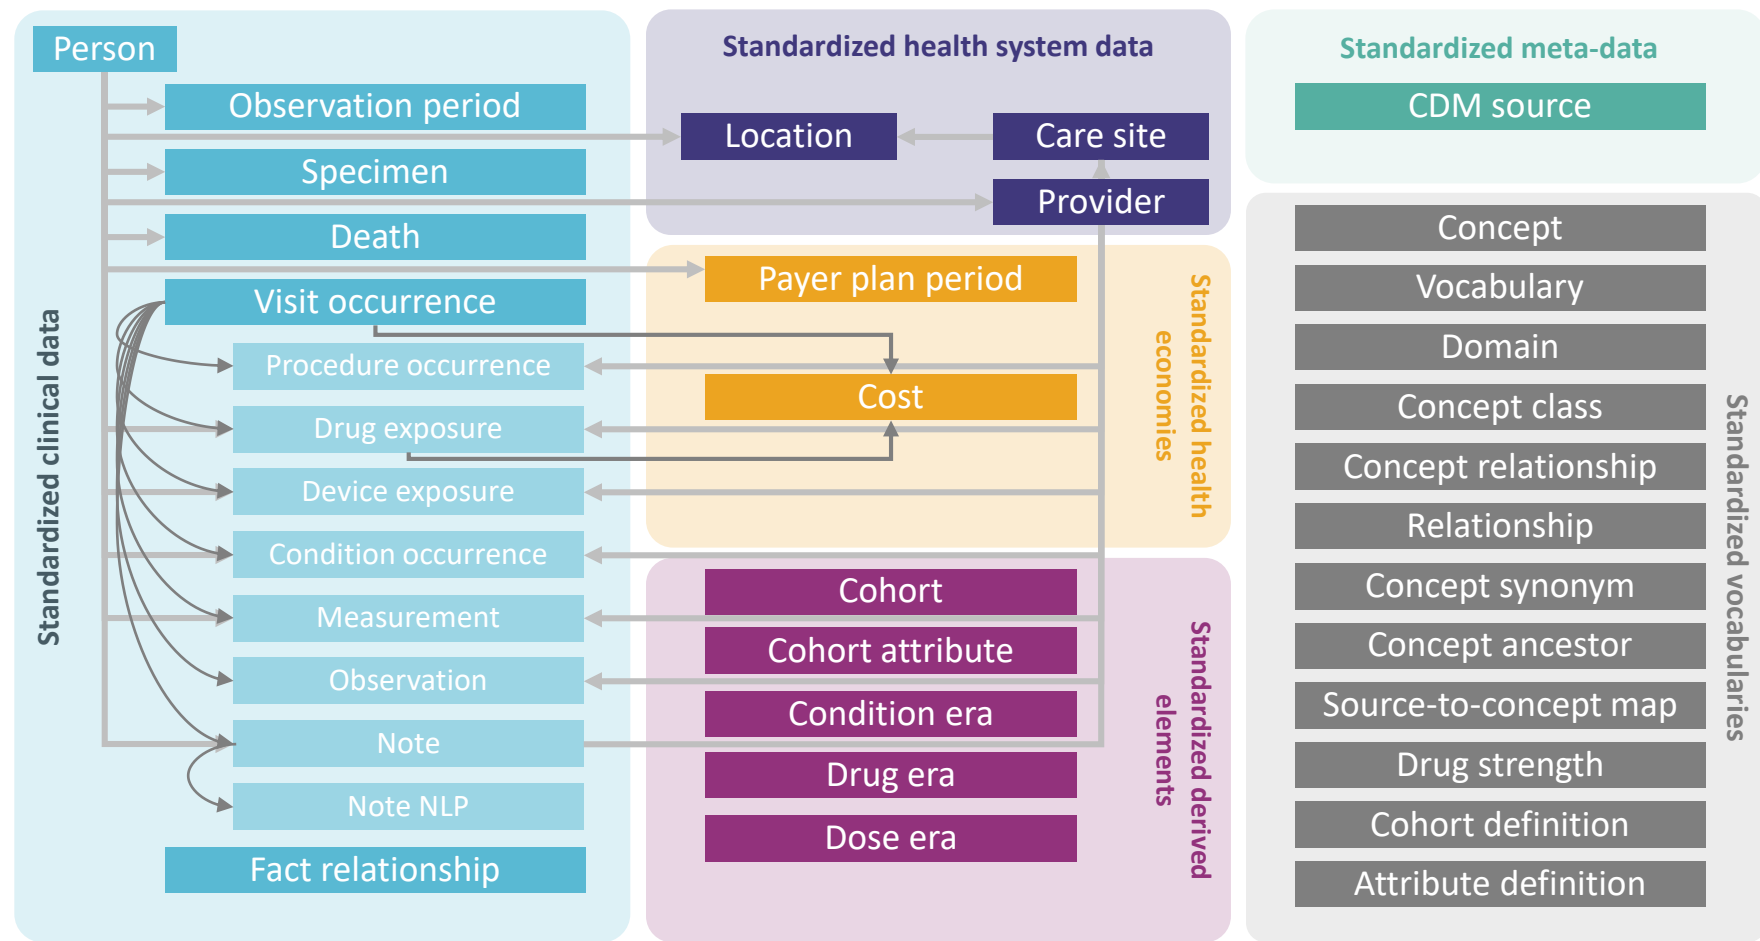 Person
Observation period
Specimen
Death
Visit occurrence
Procedure occurrence
Drug exposure
Device exposure
Condition occurrence
Measurement
Observation
Note
Note NLP
Fact relationship
Standardized clinical data
Standardized health system data
Location
Care site
Provider
Payer plan period
Cost
Standardized health
economies
Cohort
Cohort attribute
Condition era
Drug era
Dose era
Standardized derived
elements
Standardized meta-data
CDM source
Concept
Vocabulary
Domain
Concept class
Concept relationship
Relationship
Concept synonym
Concept ancestor
Source-to-concept map
Drug strength
Cohort definition
Attribute definition
Standardized vocabularies